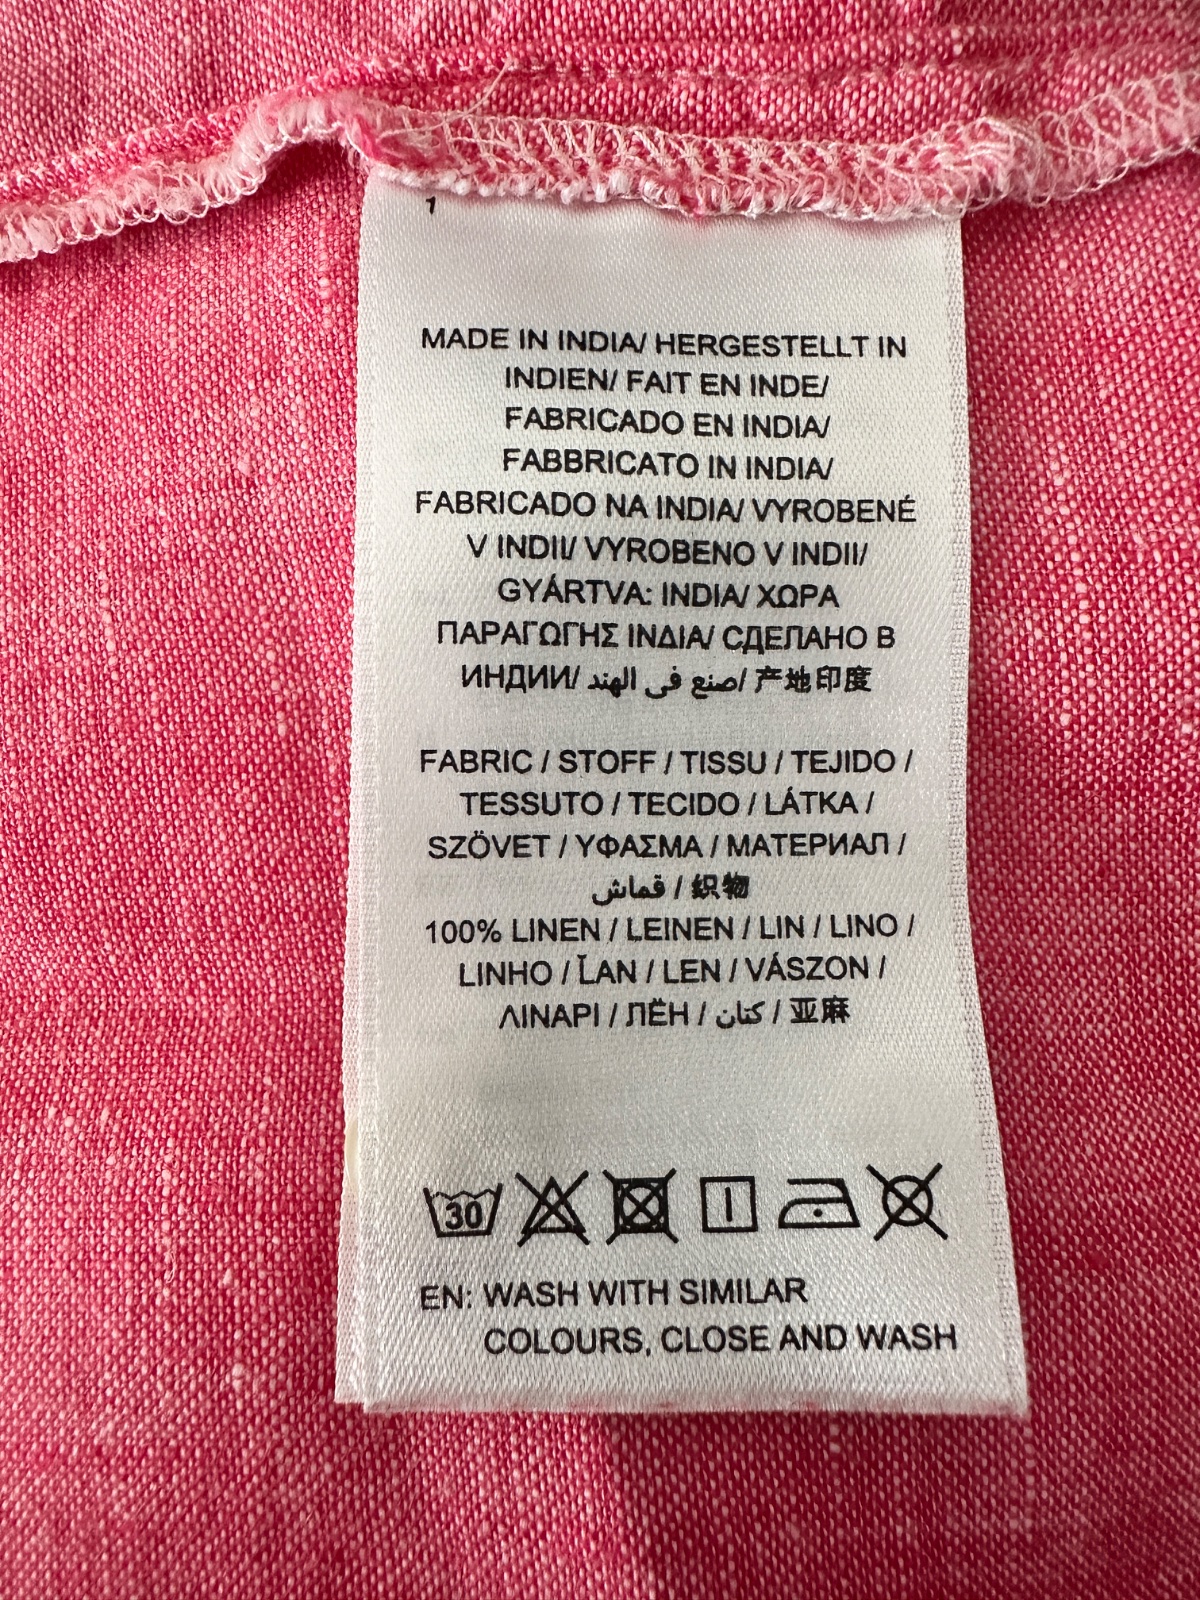 1
MADE IN INDIA/ HERGESTELLT IN
INDIEN/ FAIT EN INDE/
FABRICADO EN INDIA/
FABBRICATO IN INDIA/
FABRICADO NA INDIA/ VYROBENÉ
V INDII/ VYROBENO V INDII/
GYÁRTVA: INDIA/ ΧΩΡΑ
ΠΑΡΑΓΩΓΗΣ ΙΝΔΙΑ/ СДЕЛАНО В
ИНДИИ/ صنع فى الهند/ 产地印度
FABRIC / STOFF / TISSU / TEJIDO /
TESSUTO / TECIDO / LÁTKA /
SZÖVET / ΥΦΑΣΜΑ / МАТЕРИАЛ /
قماش / 织物
100% LINEN / LEINEN / LIN / LINO /
LINHO / ĽAN / LEN / VÁSZON /
ΛΙΝΑΡΙ / ЛЁН / كتان / 亚麻
30
EN: WASH WITH SIMILAR
COLOURS, CLOSE AND WASH